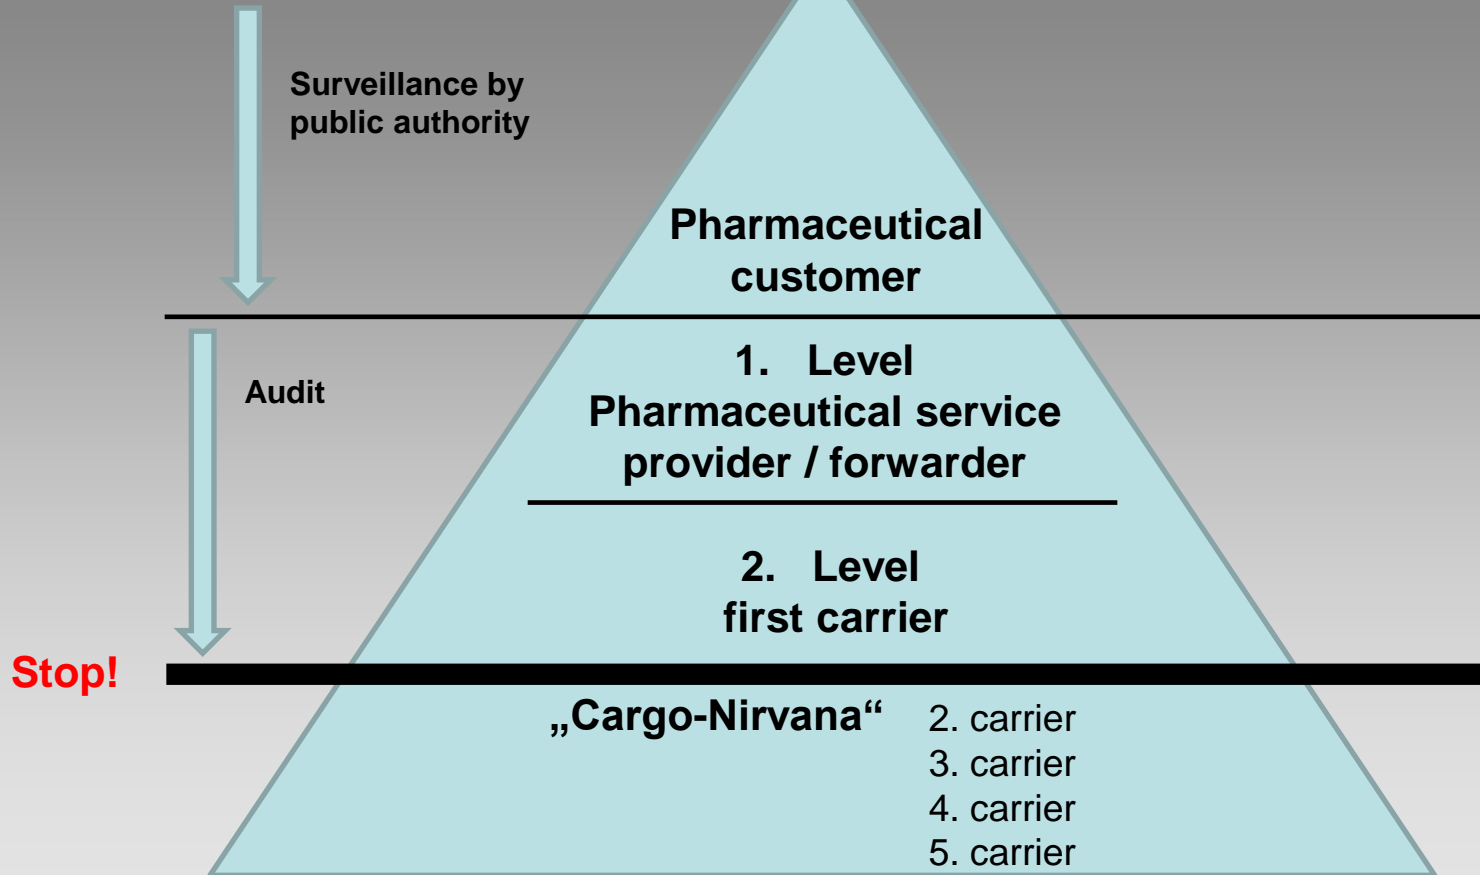 Surveillance by
public authority
Pharmaceutical
customer
Audit
1. Level
Pharmaceutical service
provider / forwarder
2. Level
first carrier
Stop!
„Cargo-Nirvana“
2. carrier
3. carrier
4. carrier
5. carrier